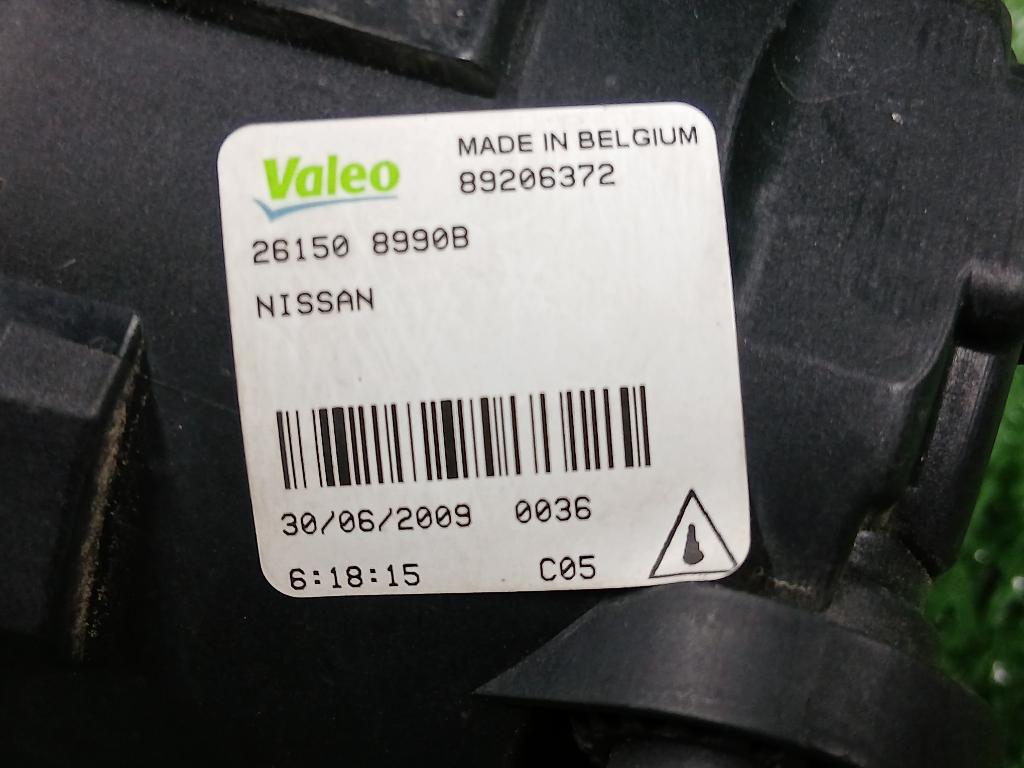 Valeo
MADE IN BELGIUM
89206372
26150 8990B
NISSAN
30/06/2009 0036
6:18:15 C05